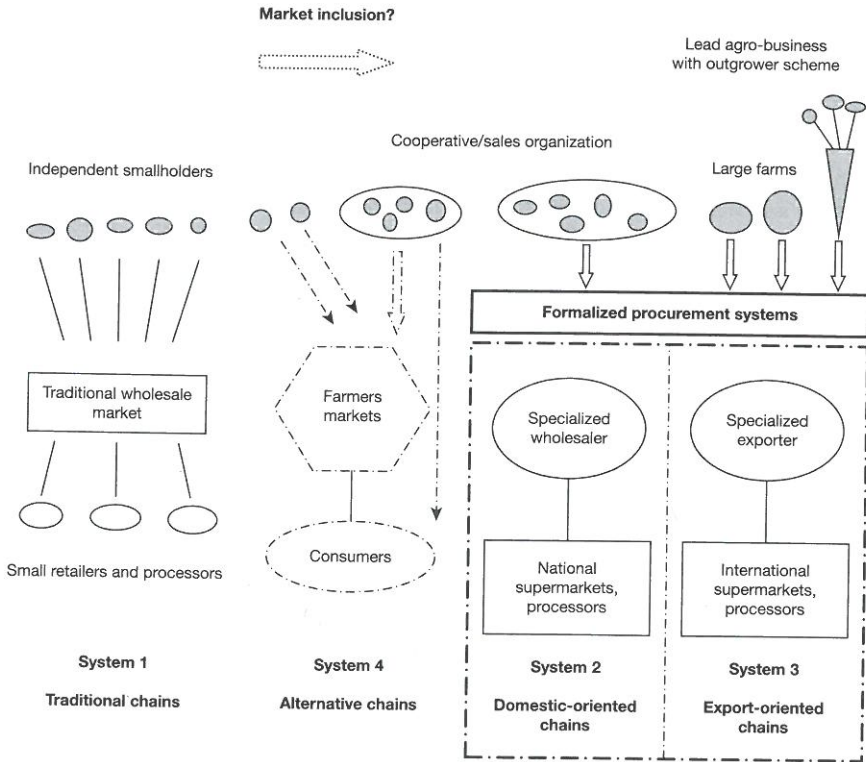 Market inclusion?
Lead agro-business
with outgrower scheme
Cooperative/sales organization
Independent smallholders
Large farms
Formalized procurement systems
Traditional wholesale
market
Farmers
markets
Specialized
wholesaler
Specialized
exporter
Consumers
National
supermarkets,
processors
International
supermarkets,
processors
Small retailers and processors
System 1
System 4
System 2
System 3
Traditional chains
Alternative chains
Domestic-oriented
chains
Export-oriented
chains